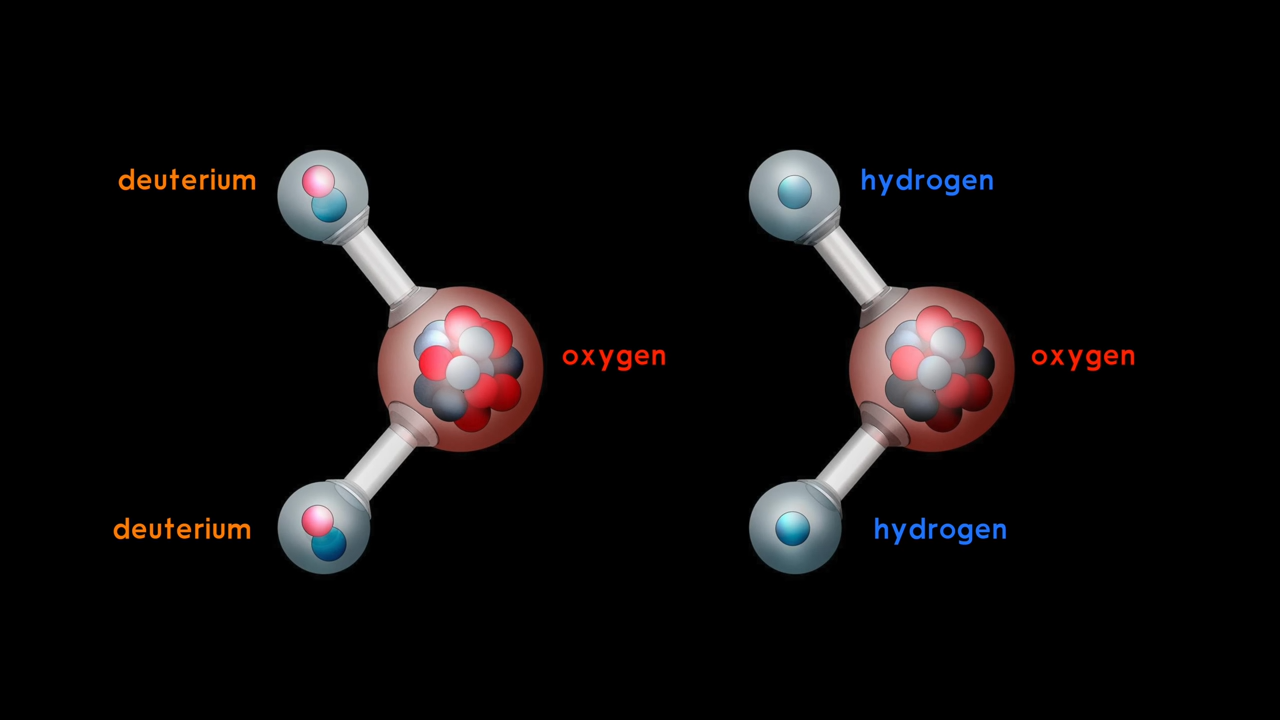 deuterium
hydrogen
oxygen
oxygen
deuterium
hydrogen